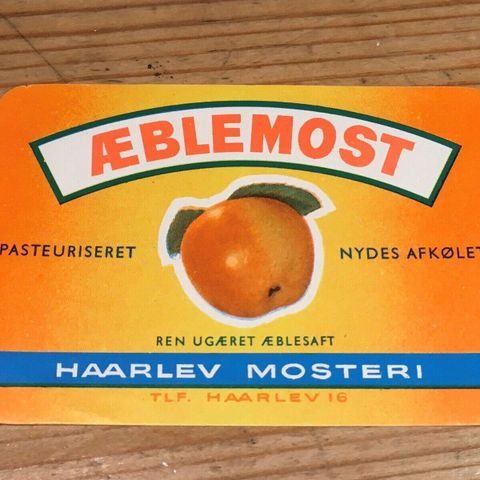 ÆBLEMOST
PASTEURISERET
NYDES AFKØLET
REN UGÆRET ÆBLESAFT
HAARLEV MOSTERI
TLF. HAARLEV 16